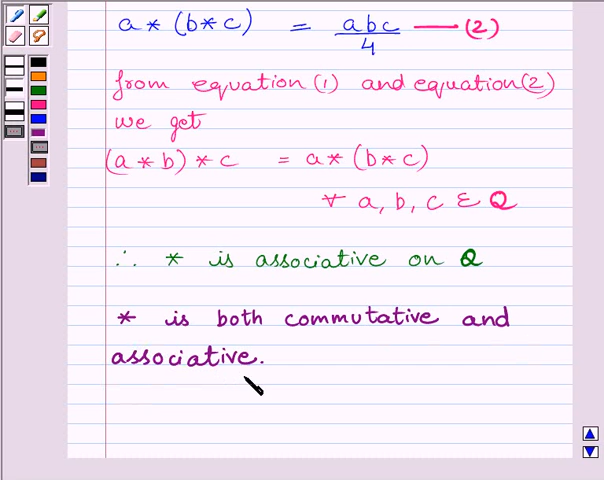 a * (b * c) = abc/4 —— (2)
from equation (1) and equation (2)
we get
(a * b) * c = a * (b * c)
∀ a, b, c ε Q
∴ * is associative on Q
* is both commutative and
associative.